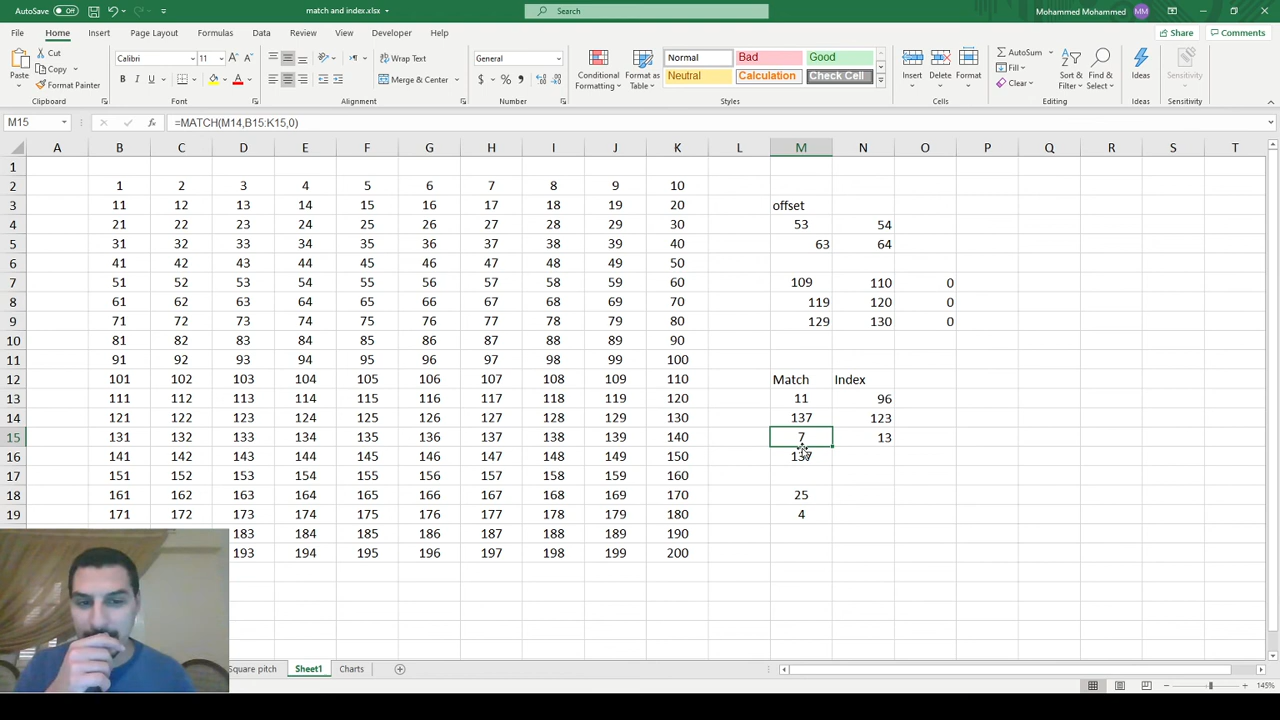 AutoSave Off match and index.xlsx Search Mohammed Mohammed MM
File Home Insert Page Layout Formulas Data Review View Developer Help Share Comments
Paste Cut Copy Format Painter Calibri 11 A A Wrap Text General Conditional Formatting Format as Table Normal Bad Good Insert Delete Format AutoSum Fill Clear Sort & Filter Find & Select Ideas Sensitivity
B I U A Merge & Center $ % Neutral Calculation Check Cell
Clipboard Font Alignment Number Styles Cells Editing Ideas Sensitivity
M15 fx =MATCH(M14,B15:K15,0)
A B C D E F G H I J K L M N O P Q R S T
1
2 1 2 3 4 5 6 7 8 9 10
3 11 12 13 14 15 16 17 18 19 20 offset
4 21 22 23 24 25 26 27 28 29 30 53 54
5 31 32 33 34 35 36 37 38 39 40 63 64
6 41 42 43 44 45 46 47 48 49 50
7 51 52 53 54 55 56 57 58 59 60 109 110 0
8 61 62 63 64 65 66 67 68 69 70 119 120 0
9 71 72 73 74 75 76 77 78 79 80 129 130 0
10 81 82 83 84 85 86 87 88 89 90
11 91 92 93 94 95 96 97 98 99 100
12 101 102 103 104 105 106 107 108 109 110 Match Index
13 111 112 113 114 115 116 117 118 119 120 11 96
14 121 122 123 124 125 126 127 128 129 130 137 123
15 131 132 133 134 135 136 137 138 139 140 7 13
16 141 142 143 144 145 146 147 148 149 150 137
17 151 152 153 154 155 156 157 158 159 160
18 161 162 163 164 165 166 167 168 169 170 25
19 171 172 173 174 175 176 177 178 179 180 4
183 184 185 186 187 188 189 190
193 194 195 196 197 198 199 200
Square pitch Sheet1 Charts
145%